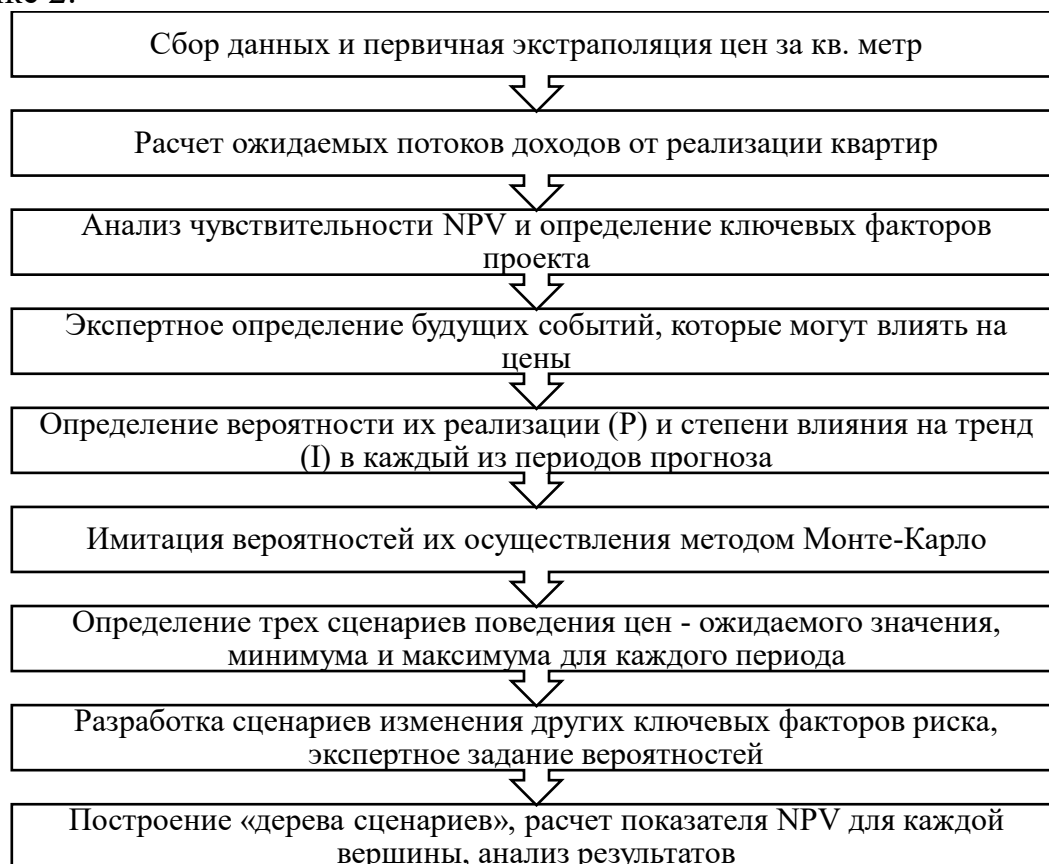 Сбор данных и первичная экстраполяция цен за кв. метр
Расчет ожидаемых потоков доходов от реализации квартир
Анализ чувствительности NPV и определение ключевых факторов
проекта
Экспертное определение будущих событий, которые могут влиять на
цены
Определение вероятности их реализации (P) и степени влияния на тренд
(I) в каждый из периодов прогноза
Имитация вероятностей их осуществления методом Монте-Карло
Определение трех сценариев поведения цен - ожидаемого значения,
минимума и максимума для каждого периода
Разработка сценариев изменения других ключевых факторов риска,
экспертное задание вероятностей
Построение «дерева сценариев», расчет показателя NPV для каждой
вершины, анализ результатов